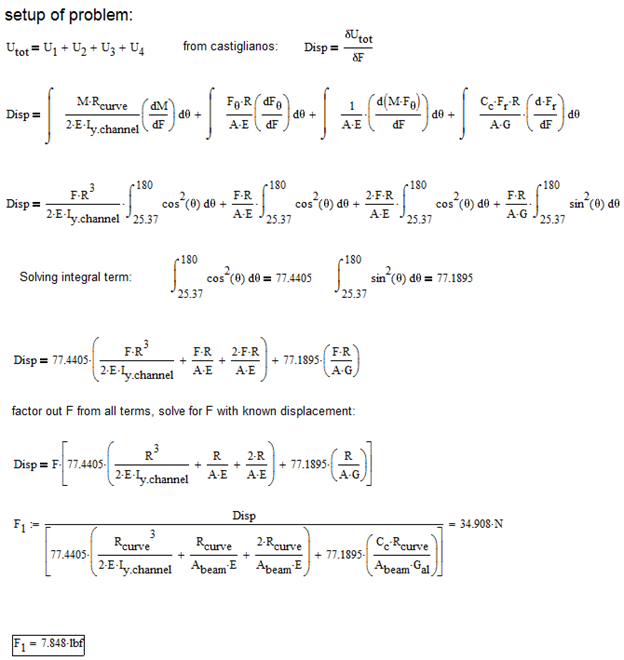 setup of problem:
U_tot = U_1 + U_2 + U_3 + U_4 from castiglianos: Disp = δU_tot / δF
Disp = ∫ M·R_curve / (2·E·I_y.channel) (dM/dF) dθ + ∫ F_θ·R / (A·E) (dF_θ/dF) dθ + ∫ 1/(A·E) · (d(M·F_θ)/dF) dθ + ∫ C_c·F_r·R / (A·G) · (d·F_r/dF) dθ
Disp = F·R^3 / (2·E·I_y.channel) · ∫_25.37^180 cos^2(θ) dθ + F·R/(A·E) · ∫_25.37^180 cos^2(θ) dθ + 2·F·R/(A·E) · ∫_25.37^180 cos^2(θ) dθ + F·R/(A·G) · ∫_25.37^180 sin^2(θ) dθ
Solving integral term: ∫_25.37^180 cos^2(θ) dθ = 77.4405 ∫_25.37^180 sin^2(θ) dθ = 77.1895
Disp = 77.4405·(F·R^3 / (2·E·I_y.channel) + F·R/(A·E) + 2·F·R/(A·E)) + 77.1895·(F·R/(A·G))
factor out F from all terms, solve for F with known displacement:
Disp = F·[77.4405·(R^3 / (2·E·I_y.channel) + R/(A·E) + 2·R/(A·E)) + 77.1895·(R/(A·G))]
F_1 := Disp / [77.4405·(R_curve^3 / (2·E·I_y.channel) + R_curve/(A_beam·E) + 2·R_curve/(A_beam·E)) + 77.1895·(C_c·R_curve/(A_beam·G_al))] = 34.908·N
F_1 = 7.848·lbf